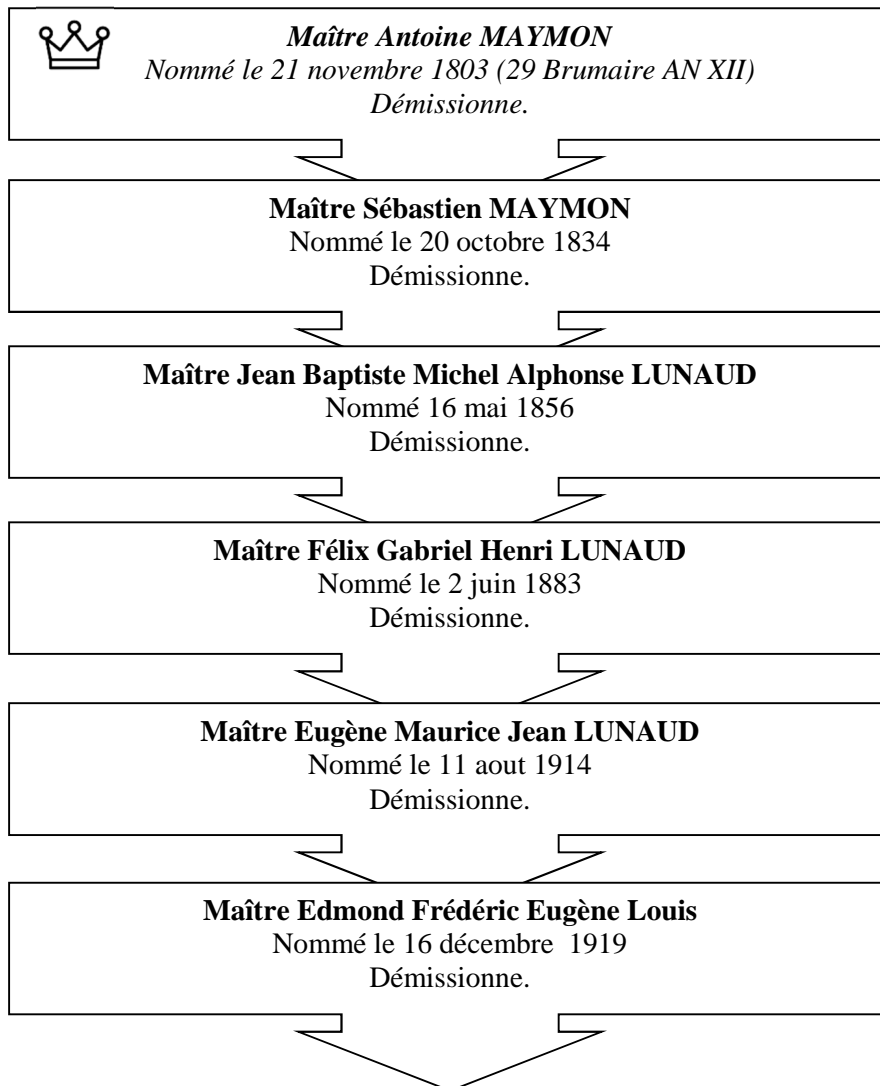 Maître Antoine MAYMON
Nommé le 21 novembre 1803 (29 Brumaire AN XII)
Démissionne.
Maître Sébastien MAYMON
Nommé le 20 octobre 1834
Démissionne.
Maître Jean Baptiste Michel Alphonse LUNAUD
Nommé 16 mai 1856
Démissionne.
Maître Félix Gabriel Henri LUNAUD
Nommé le 2 juin 1883
Démissionne.
Maître Eugène Maurice Jean LUNAUD
Nommé le 11 aout 1914
Démissionne.
Maître Edmond Frédéric Eugène Louis
Nommé le 16 décembre  1919
Démissionne.